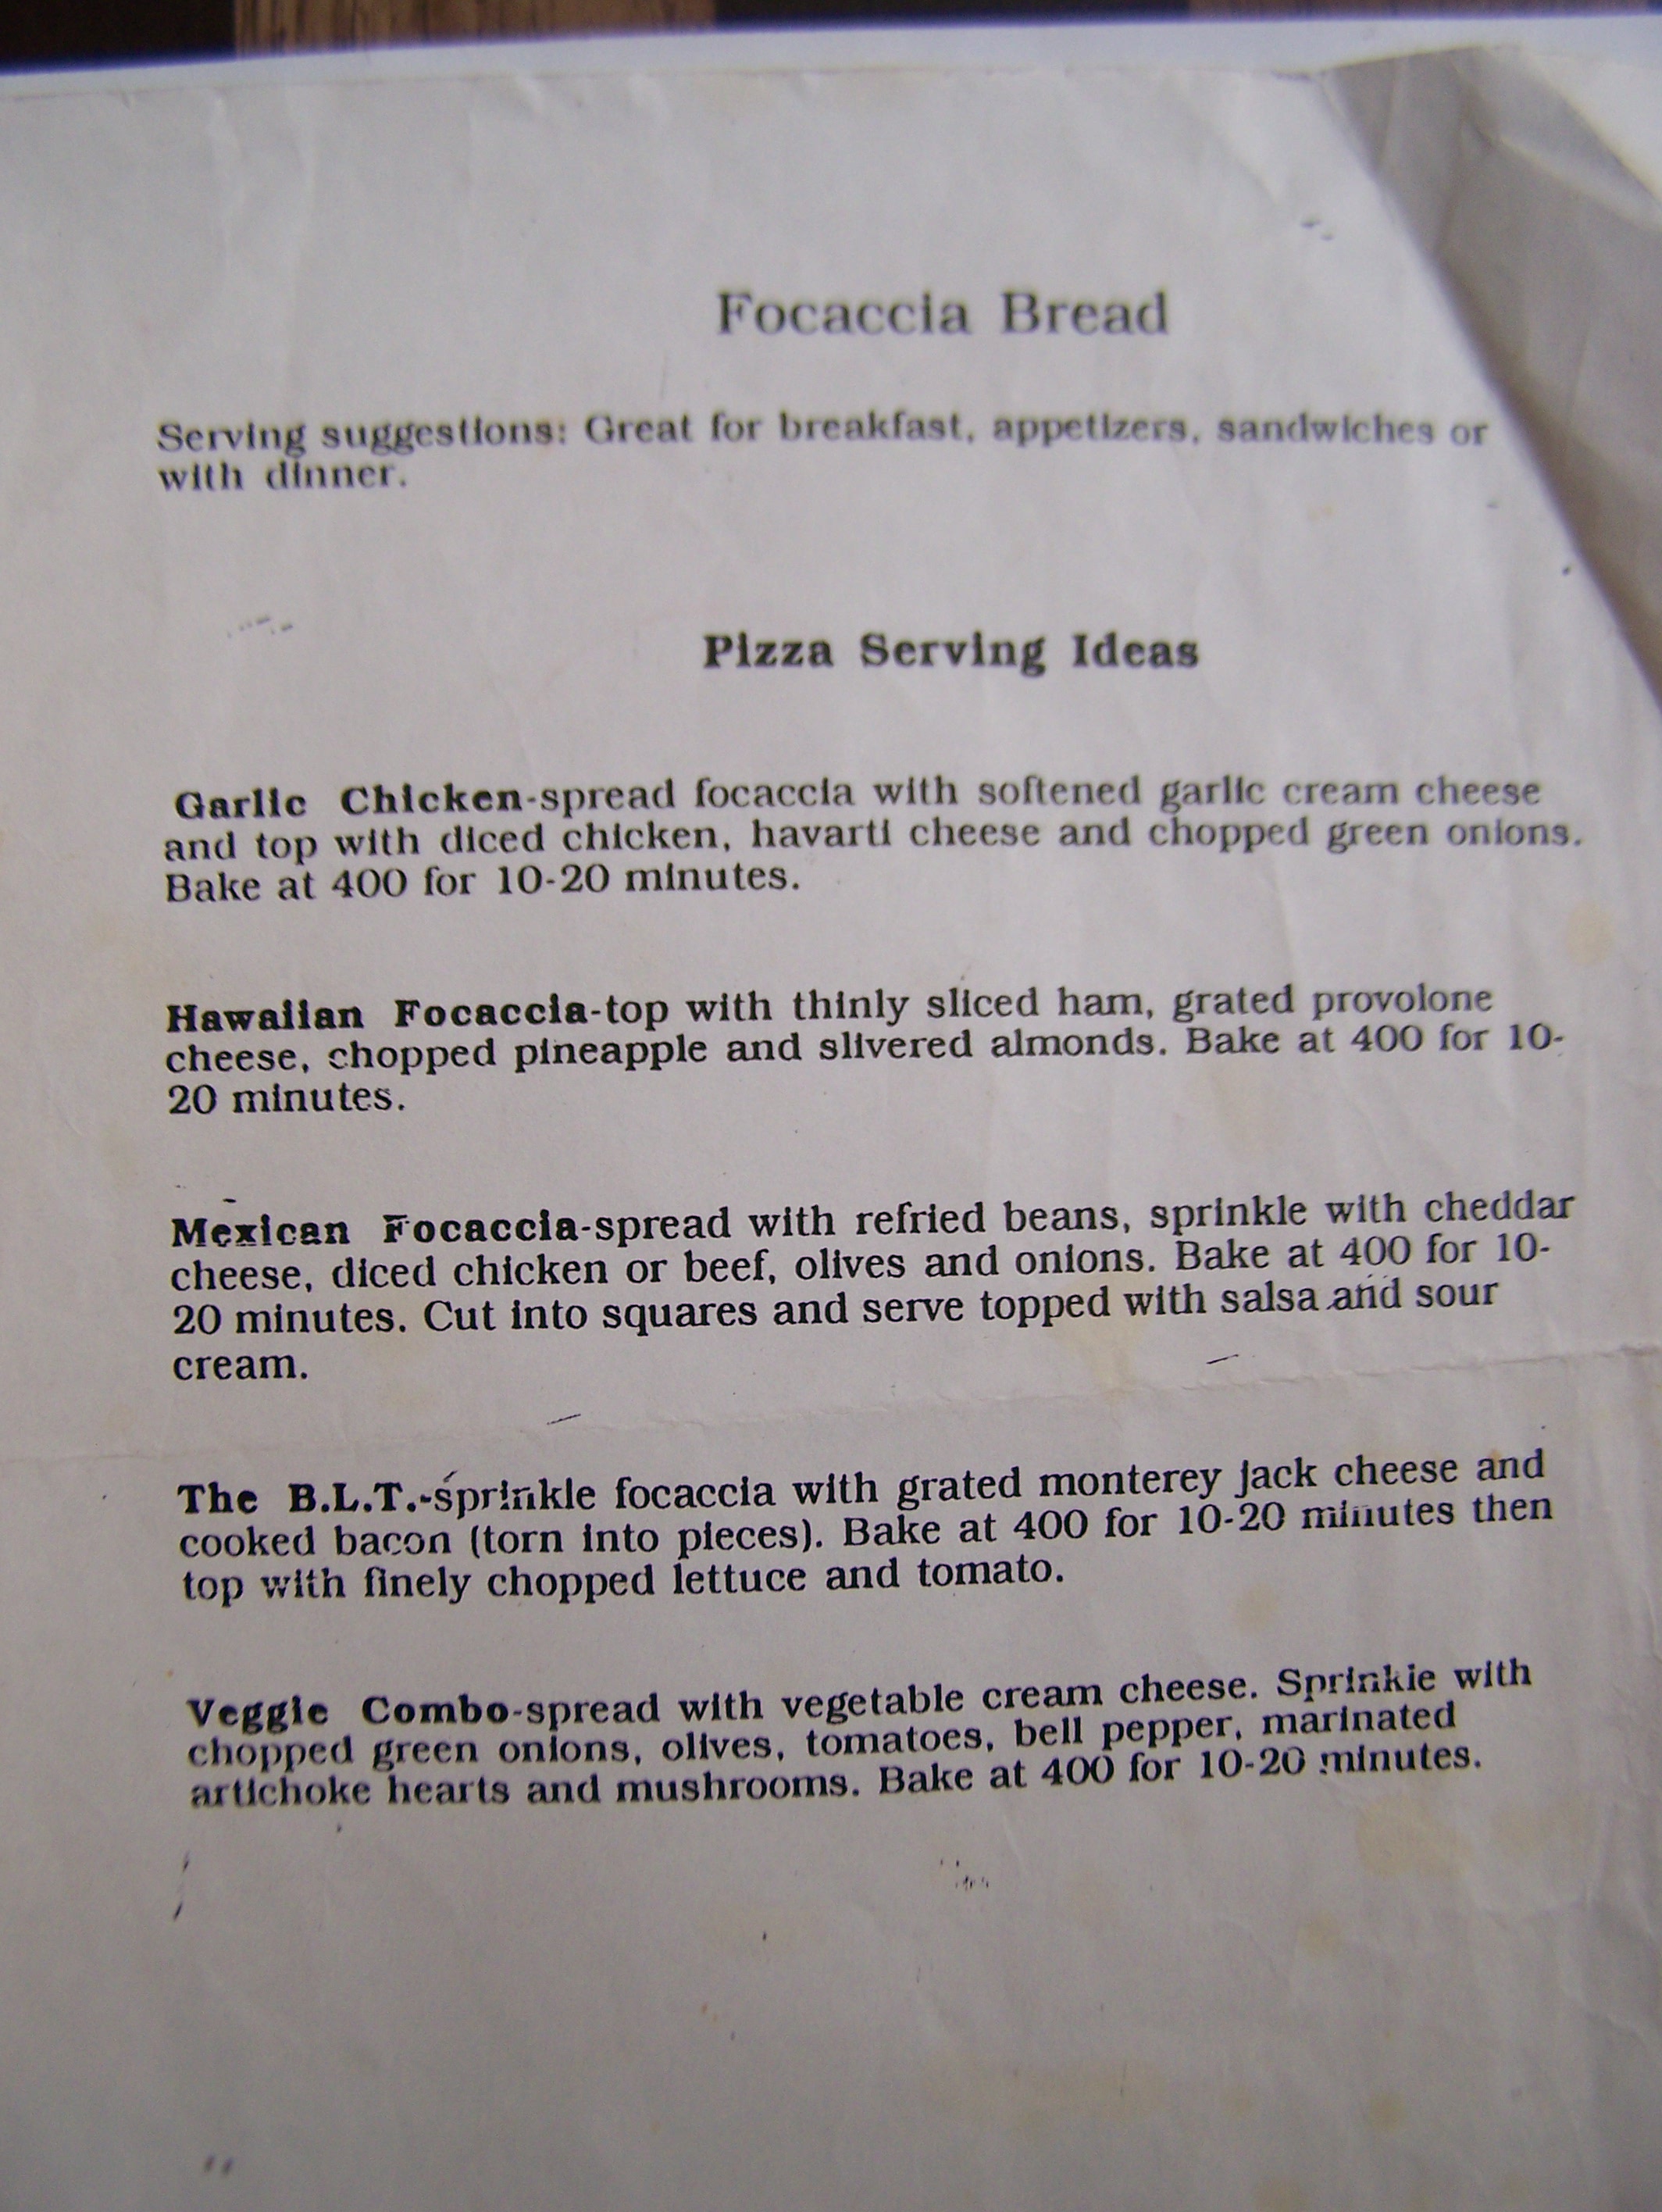 Focaccia Bread
Serving suggestions: Great for breakfast, appetizers, sandwiches or
with dinner.
Pizza Serving Ideas
Garlic Chicken-spread focaccia with softened garlic cream cheese
and top with diced chicken, havarti cheese and chopped green onions.
Bake at 400 for 10-20 minutes.
Hawaiian Focaccia-top with thinly sliced ham, grated provolone
cheese, chopped pineapple and slivered almonds. Bake at 400 for 10-
20 minutes.
Mexican Focaccia-spread with refried beans, sprinkle with cheddar
cheese, diced chicken or beef, olives and onions. Bake at 400 for 10-
20 minutes. Cut into squares and serve topped with salsa and sour
cream.
The B.L.T.-sprinkle focaccia with grated monterey jack cheese and
cooked bacon (torn into pieces). Bake at 400 for 10-20 minutes then
top with finely chopped lettuce and tomato.
Veggie Combo-spread with vegetable cream cheese. Sprinkle with
chopped green onions, olives, tomatoes, bell pepper, marinated
artichoke hearts and mushrooms. Bake at 400 for 10-20 minutes.